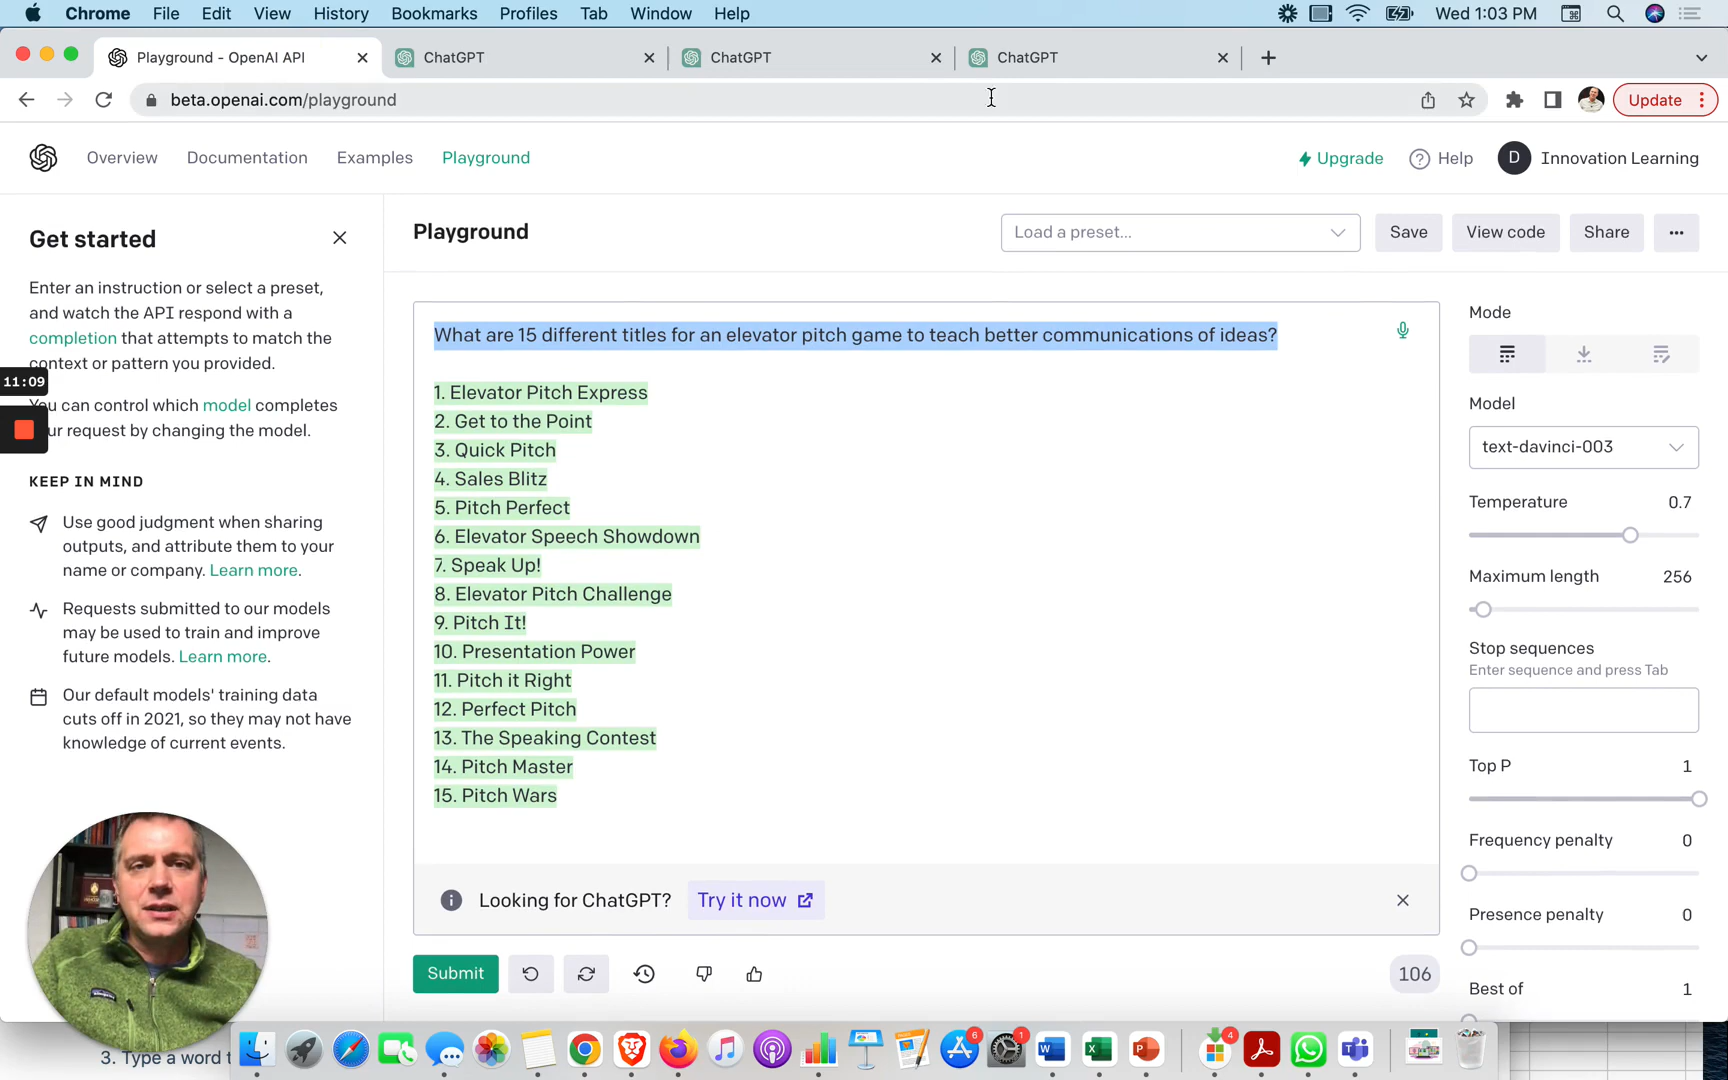 Chrome File Edit View History Bookmarks Profiles Tab Window Help Wed 1:03 PM
Playground - OpenAI API ChatGPT ChatGPT ChatGPT
beta.openai.com/playground Update
Overview Documentation Examples Playground Upgrade Help D Innovation Learning
Get started
Enter an instruction or select a preset,
and watch the API respond with a
completion that attempts to match the
context or pattern you provided.
11:09
You can control which model completes
ur request by changing the model.
KEEP IN MIND
Use good judgment when sharing
outputs, and attribute them to your
name or company. Learn more.
Requests submitted to our models
may be used to train and improve
future models. Learn more.
Our default models' training data
cuts off in 2021, so they may not have
knowledge of current events.
Playground Load a preset... Save View code Share ...
What are 15 different titles for an elevator pitch game to teach better communications of ideas?
1. Elevator Pitch Express
2. Get to the Point
3. Quick Pitch
4. Sales Blitz
5. Pitch Perfect
6. Elevator Speech Showdown
7. Speak Up!
8. Elevator Pitch Challenge
9. Pitch It!
10. Presentation Power
11. Pitch it Right
12. Perfect Pitch
13. The Speaking Contest
14. Pitch Master
15. Pitch Wars
Looking for ChatGPT? Try it now
Submit 106
Mode
Model
text-davinci-003
Temperature 0.7
Maximum length 256
Stop sequences
Enter sequence and press Tab
Top P 1
Frequency penalty 0
Presence penalty 0
Best of 1
3. Type a word t
6 1 4